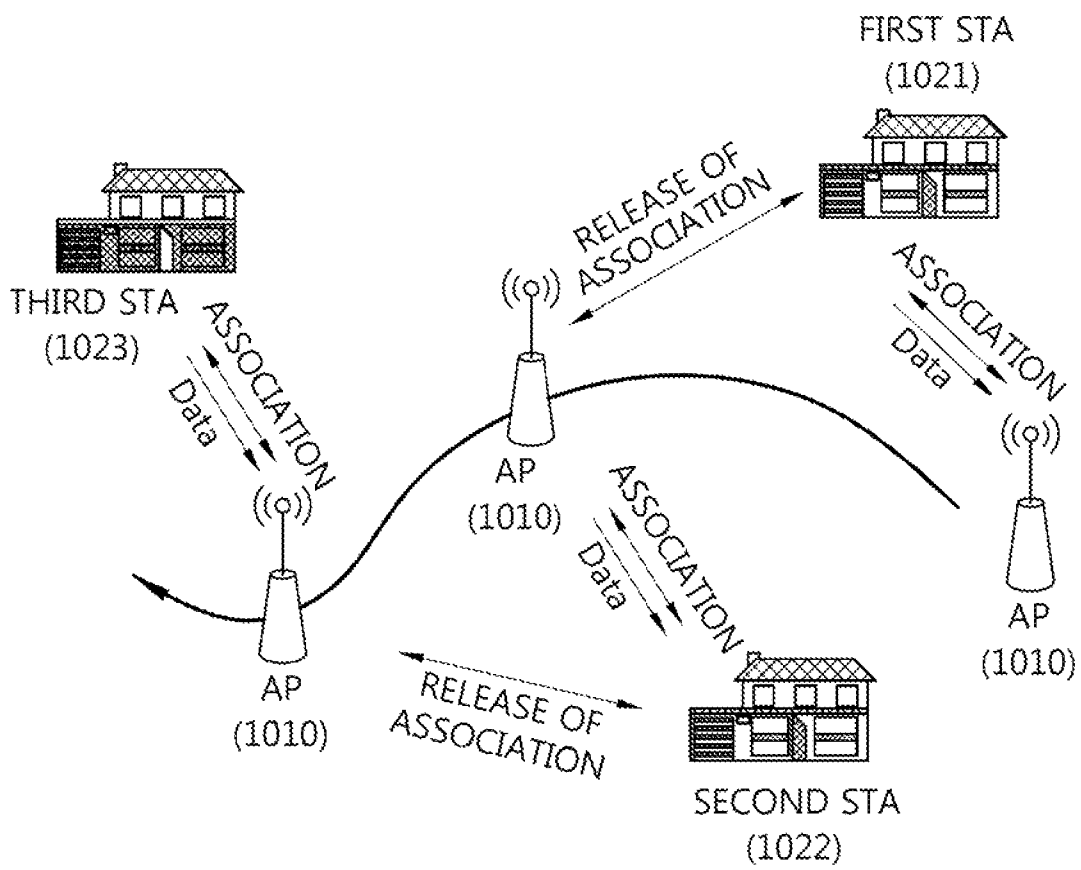 FIRST STA
(1021)
RELEASE OF
ASSOCIATION
THIRD STA
(1023)
ASSOCIATION
Data
ASSOCIATION
Data
AP
(1010)
ASSOCIATION
Data
AP
(1010)
AP
(1010)
RELEASE OF
ASSOCIATION
SECOND STA
(1022)